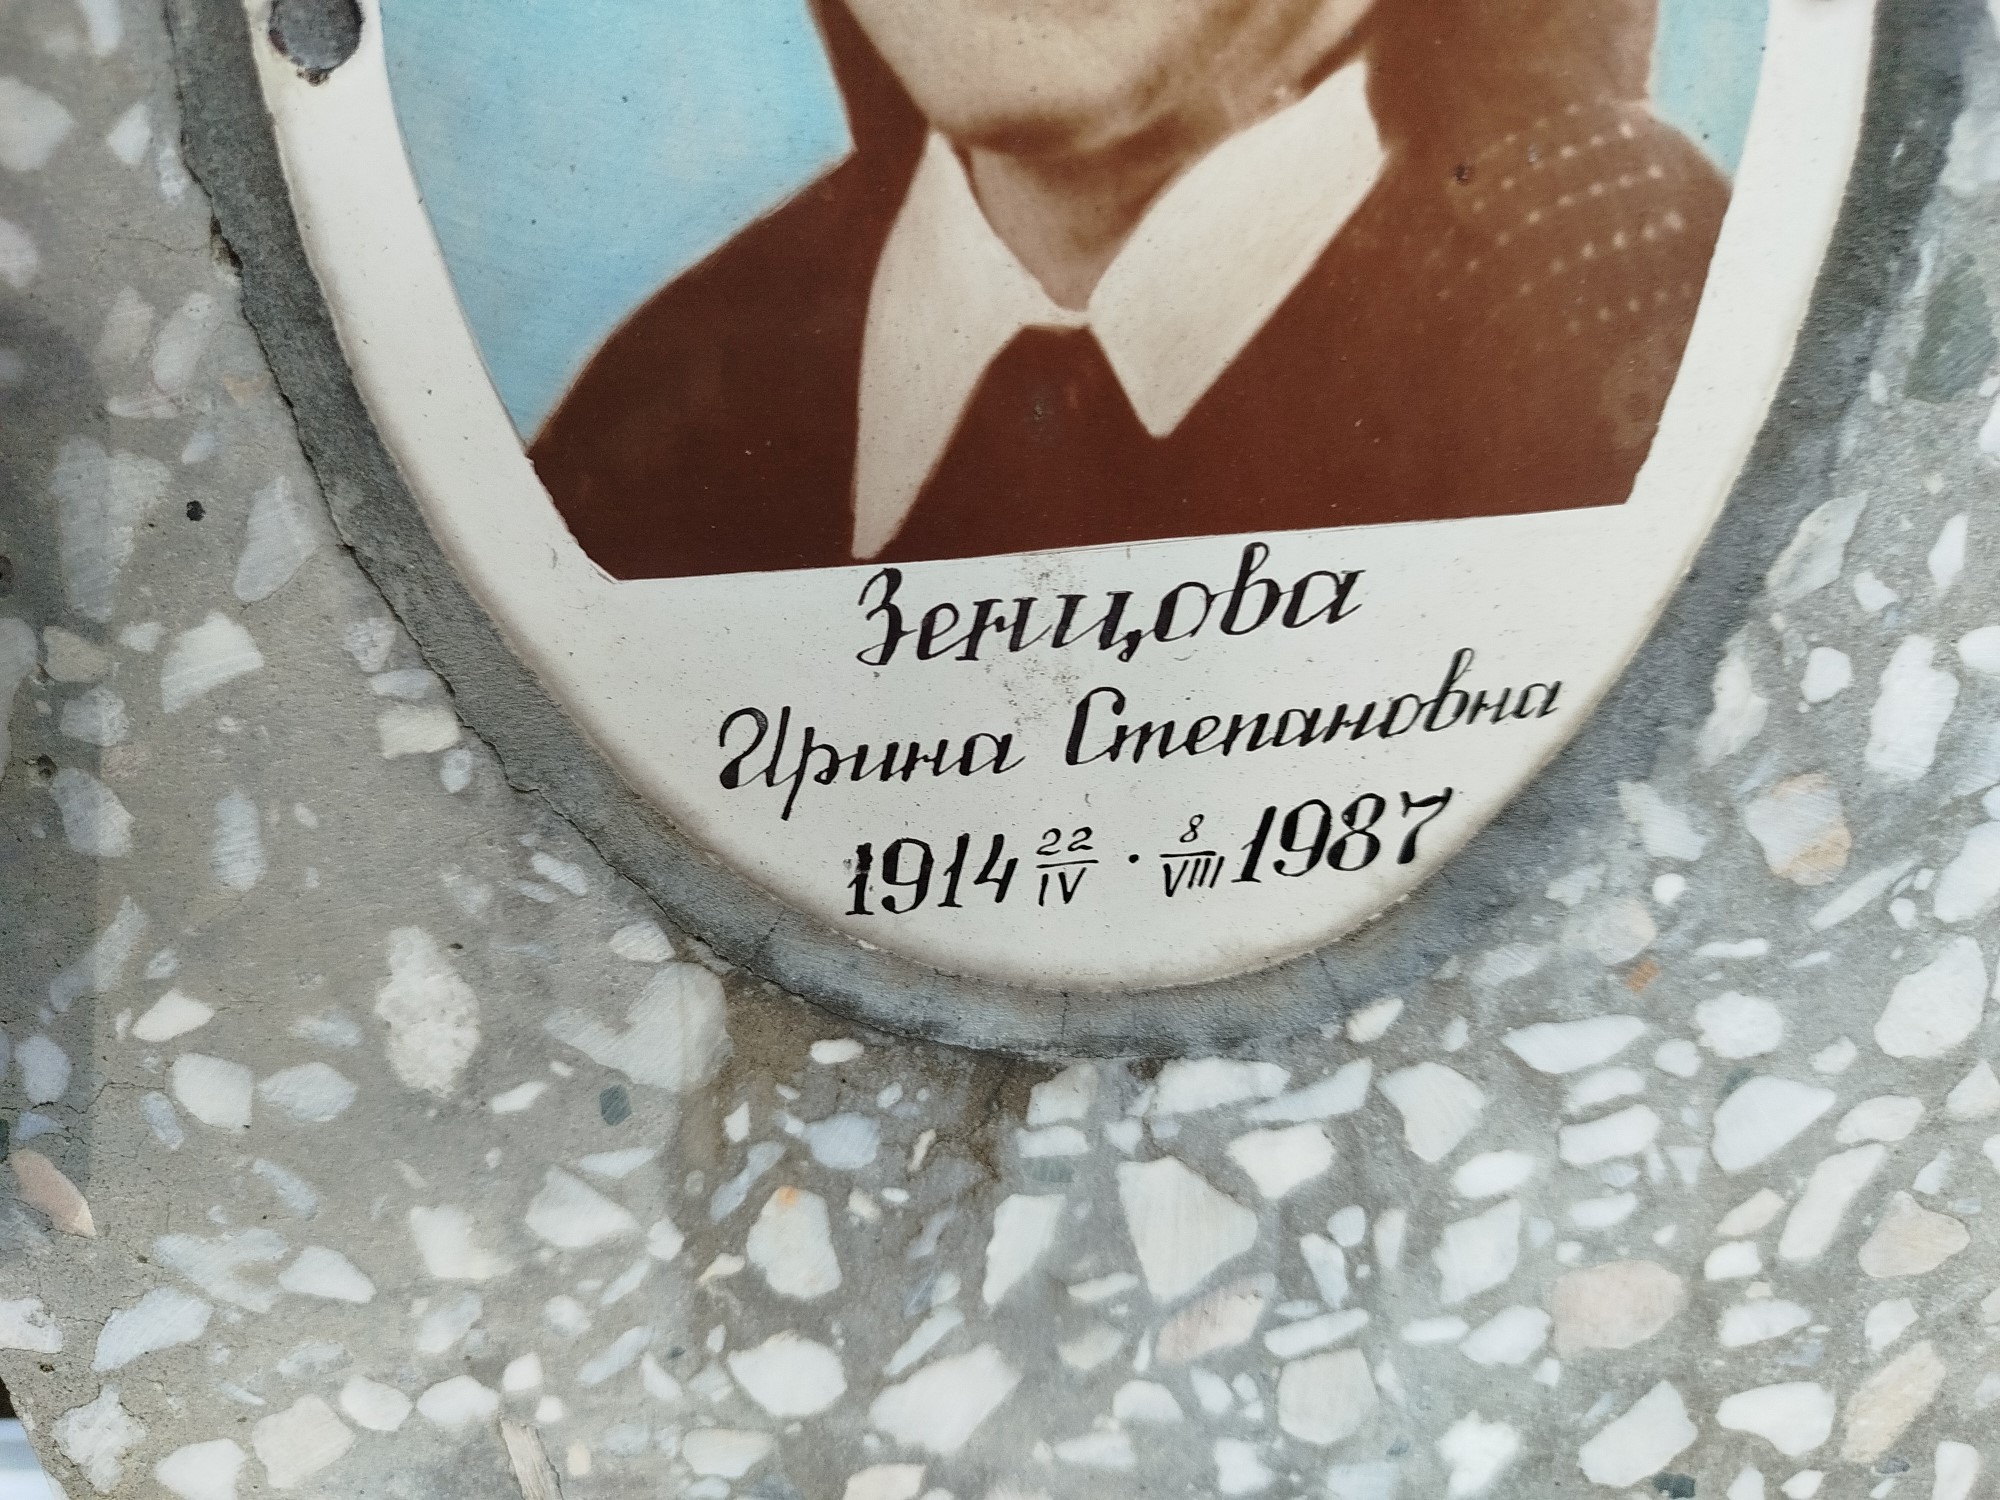 Зенцова
Ирина Степановна
1914 22/IV · 8/VIII 1987